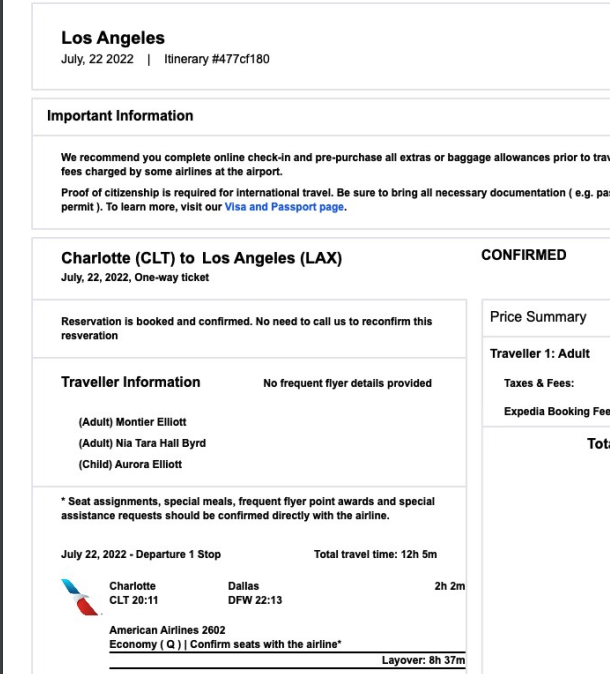 Los Angeles
July, 22 2022 | Itinerary #477cf180
Important Information
We recommend you complete online check-in and pre-purchase all extras or baggage allowances prior to
fees charged by some airlines at the airport.
Proof of citizenship is required for international travel. Be sure to bring all necessary documentation ( e.g.
permit ). To learn more, visit our Visa and Passport page.
Charlotte (CLT) to Los Angeles (LAX)
CONFIRMED
July, 22, 2022, One-way ticket
Reservation is booked and confirmed. No need to call us to reconfirm this
resveration
Price Summary
Traveller 1: Adult
Taxes & Fees:
Expedia Booking Fee
Traveller Information
No frequent flyer details provided
(Adult) Montier Elliott
(Adult) Nia Tara Hall Byrd
(Child) Aurora Elliott
* Seat assignments, special meals, frequent flyer point awards and special
assistance requests should be confirmed directly with the airline.
July 22, 2022 - Departure 1 Stop
Total travel time: 12h 5m
Charlotte
CLT 20:11
Dallas
DFW 22:13
2h 2m
American Airlines 2602
Economy ( Q ) | Confirm seats with the airline*
Layover: 8h 37m